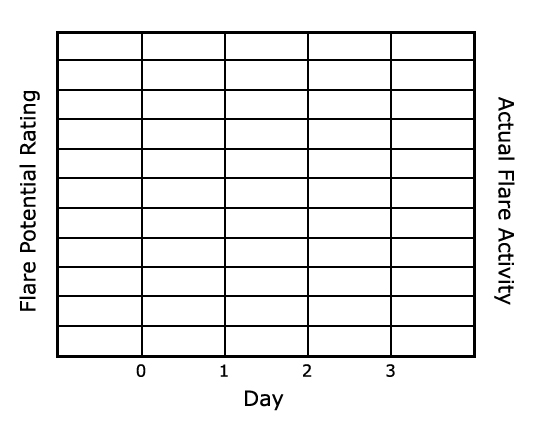 Flare Potential Rating
Actual Flare Activity
0 1 2 3
Day